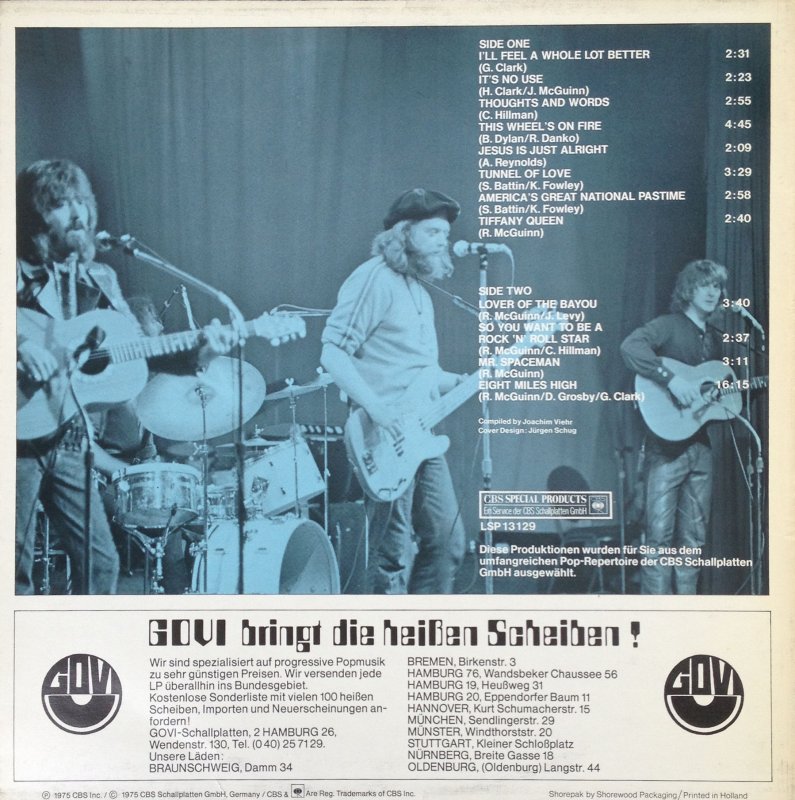 SIDE ONE
I'LL FEEL A WHOLE LOT BETTER 2:31
(G. Clark)
IT'S NO USE 2:23
(H. Clark/J. McGuinn)
THOUGHTS AND WORDS 2:55
(C. Hillman)
THIS WHEEL'S ON FIRE 4:45
(B. Dylan/R. Danko)
JESUS IS JUST ALRIGHT 2:09
(A. Reynolds)
TUNNEL OF LOVE 3:29
(S. Battin/K. Fowley)
AMERICA'S GREAT NATIONAL PASTIME 2:58
(S. Battin/K. Fowley)
TIFFANY QUEEN 2:40
(R. McGuinn)
SIDE TWO
LOVER OF THE BAYOU 3:40
(R. McGuinn/J. Levy)
SO YOU WANT TO BE A
ROCK 'N' ROLL STAR 2:37
(R. McGuinn/C. Hillman)
MR. SPACEMAN 3:11
(R. McGuinn)
EIGHT MILES HIGH 16:15
(R. McGuinn/D. Grosby/G. Clark)
Compiled by Joachim Viehr
Cover Design: Jürgen Schug
CBS SPECIAL PRODUCTS
Ein Service der CBS Schallplatten GmbH
LSP 13129
Diese Produktionen wurden für Sie aus dem
umfangreichen Pop-Repertoire der CBS Schallplatten
GmbH ausgewählt.
GOVI bringt die heißen Scheiben!
GOVI
Wir sind spezialisiert auf progressive Popmusik
zu sehr günstigen Preisen. Wir versenden jede
LP überallhin ins Bundesgebiet.
Kostenlose Sonderliste mit vielen 100 heißen
Scheiben, Importen und Neuerscheinungen an-
fordern!
GOVI-Schallplatten, 2 HAMBURG 26,
Wendenstr. 130, Tel. (0 40) 25 71 29.
Unsere Läden:
BRAUNSCHWEIG, Damm 34
BREMEN, Birkenstr. 3
HAMBURG 76, Wandsbeker Chaussee 56
HAMBURG 19, Heußweg 31
HAMBURG 20, Eppendorfer Baum 11
HANNOVER, Kurt Schumacherstr. 15
MÜNCHEN, Sendlingerstr. 29
MÜNSTER, Windthorststr. 20
STUTTGART, Kleiner Schloßplatz
NÜRNBERG, Breite Gasse 18
OLDENBURG, (Oldenburg) Langstr. 44
GOVI
℗ 1975 CBS Inc. / © 1975 CBS Schallplatten GmbH, Germany / CBS & Are Reg. Trademarks of CBS Inc.
Shorepak by Shorewood Packaging / Printed in Holland